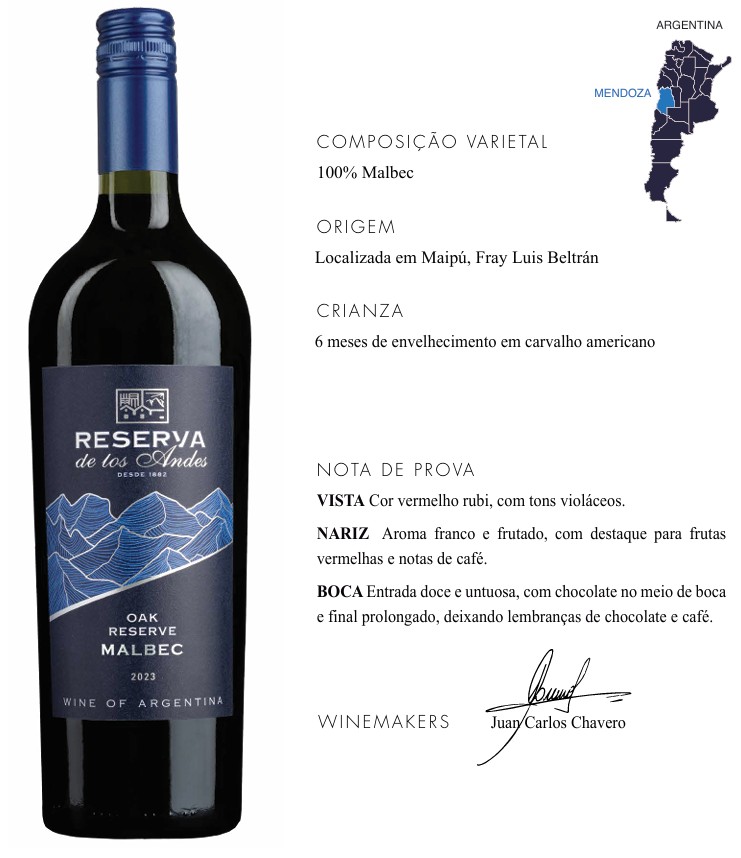 ARGENTINA
MENDOZA
COMPOSIÇÃO VARIETAL
100% Malbec
ORIGEM
Localizada em Maipú, Fray Luis Beltrán
CRIANZA
6 meses de envelhecimento em carvalho americano
NOTA DE PROVA
VISTA Cor vermelho rubi, com tons violáceos.
NARIZ Aroma franco e frutado, com destaque para frutas
vermelhas e notas de café.
BOCA Entrada doce e untuosa, com chocolate no meio de boca
e final prolongado, deixando lembranças de chocolate e café.
WINEMAKERS
Juan Carlos Chavero
RESERVA
de los Andes
DESDE 1882
OAK
RESERVE
MALBEC
2023
WINE OF ARGENTINA